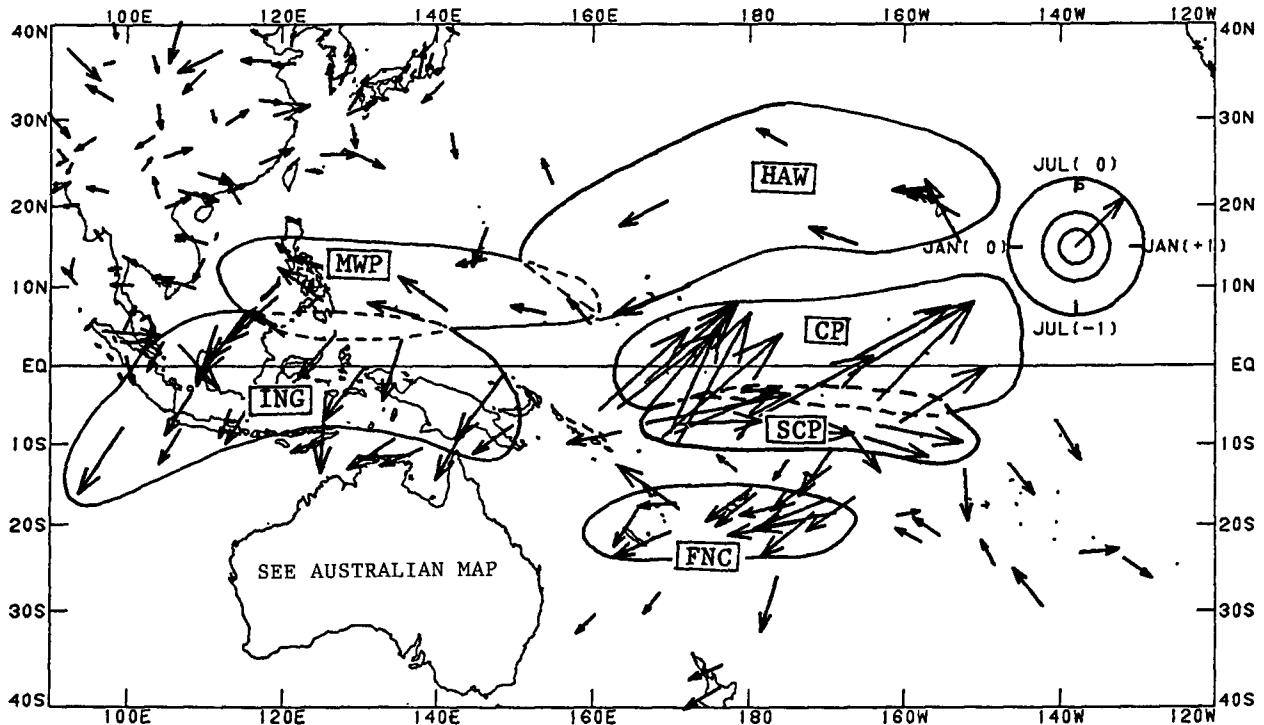 100E 120E 140E 160E 180 160W 140W 120W
40N 40N
30N 30N
JUL( 0)
HAW
20N 20N
JAN( 0) JAN(+1)
MWP
10N 10N
JUL(-1)
CP
EQ EQ
ING
SCP
10S 10S
20S 20S
FNC
SEE AUSTRALIAN MAP
30S 30S
40S 40S
100E 120E 140E 160E 180 160W 140W 120W